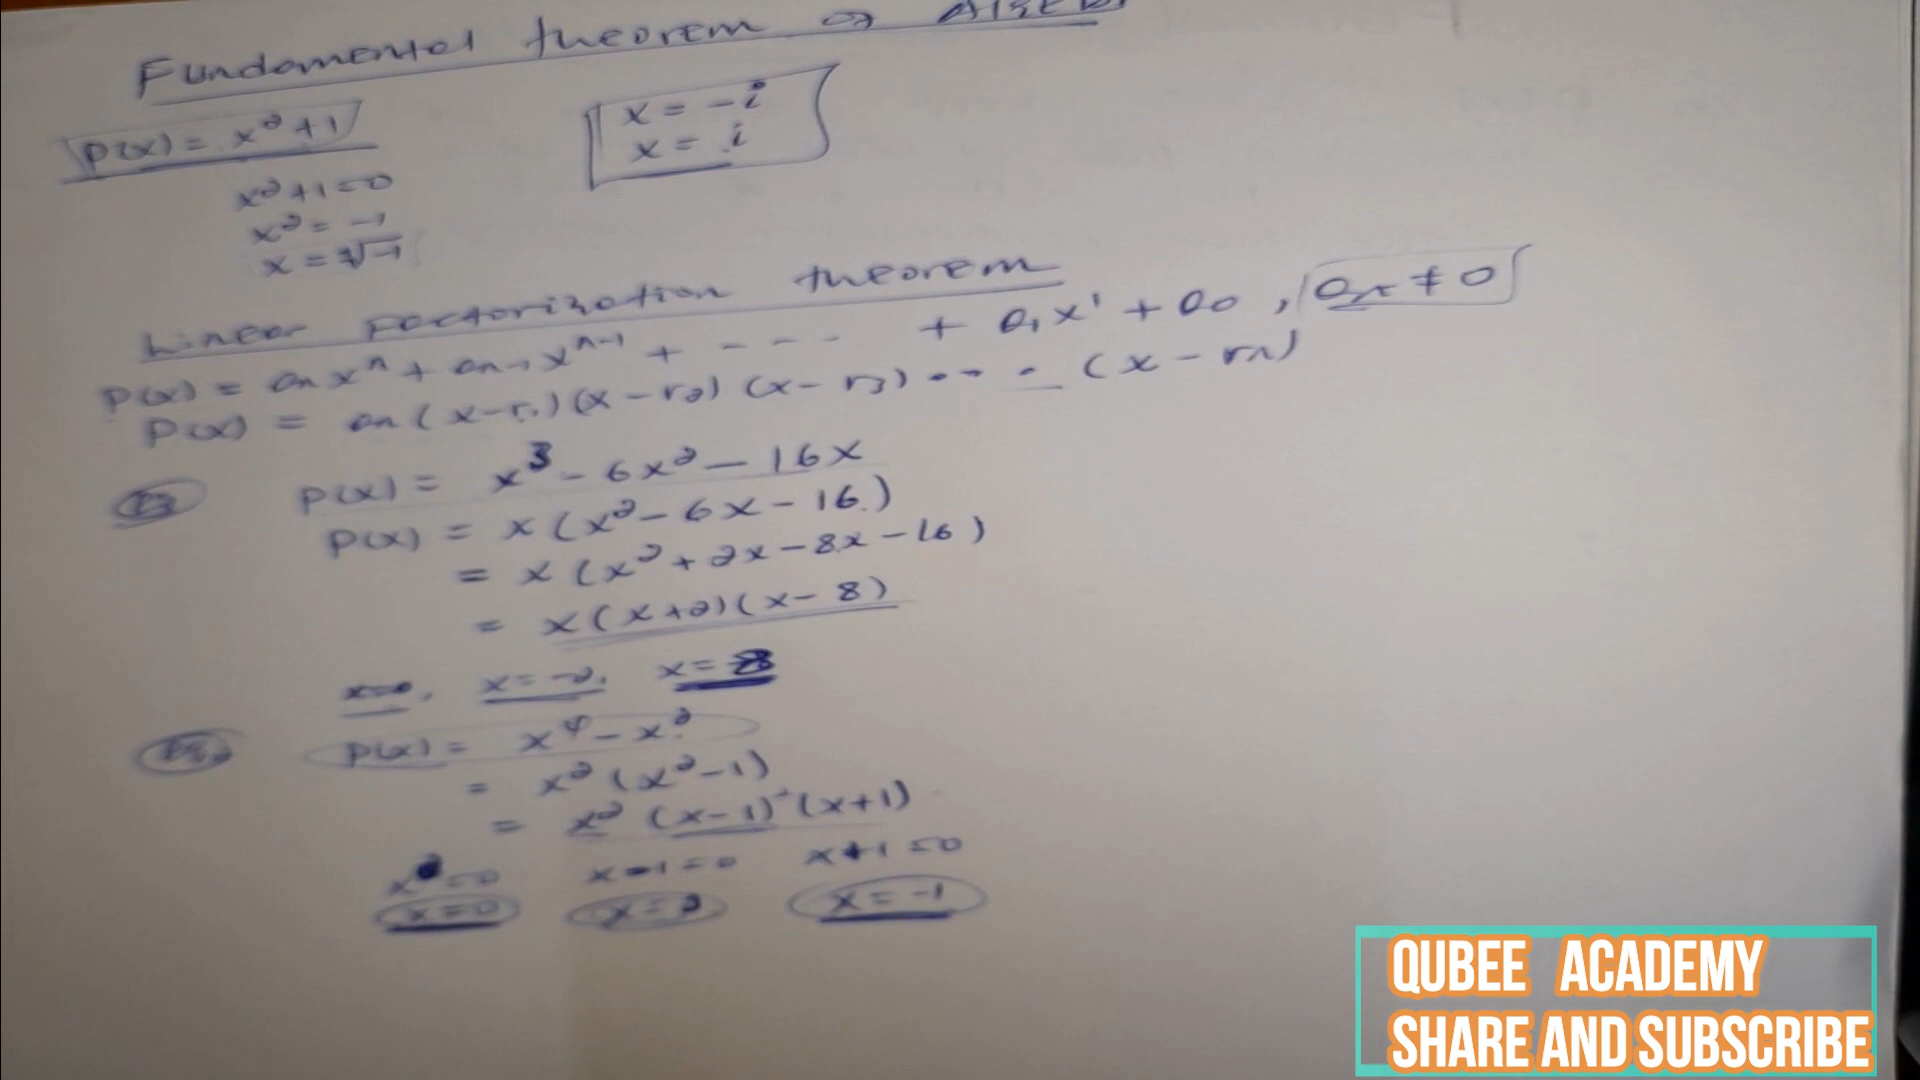 Fundamental theorem of Algeb
P(x) = x²+1
x = -i
x = i
x²+1=0
x² = -1
x = √-1
Linear Factorization theorem
P(x) = anxⁿ + an-1xⁿ⁻¹ + - - - + a₁x¹ + a0 , an ≠ 0
P(x) = an(x-r₁)(x-r₂)(x-r₃) . . . (x-rn)
P(x) = x³ - 6x² - 16x
P(x) = x(x² - 6x - 16)
= x(x² + 2x - 8x - 16)
= x(x+2)(x-8)
x=0, x=-2, x=8
P(x) = x⁴ - x²
= x²(x²-1)
= x²(x-1)(x+1)
x²=0 x-1=0 x+1=0
x=0 x= x=-1
QUBEE ACADEMY
SHARE AND SUBSCRIBE